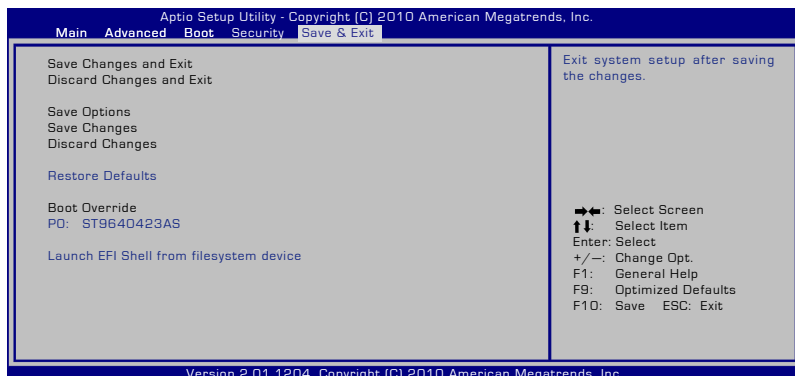 Aptio Setup Utility - Copyright (C) 2010 American Megatrends, Inc.
Main Advanced Boot Security Save & Exit
Save Changes and Exit
Discard Changes and Exit
Save Options
Save Changes
Discard Changes
Restore Defaults
Boot Override
P0: ST9640423AS
Launch EFI Shell from filesystem device
Exit system setup after saving
the changes.
→←: Select Screen
↑↓: Select Item
Enter: Select
+/—: Change Opt.
F1: General Help
F9: Optimized Defaults
F10: Save ESC: Exit
Version 2.01.1204. Copyright (C) 2010 American Megatrends, Inc.